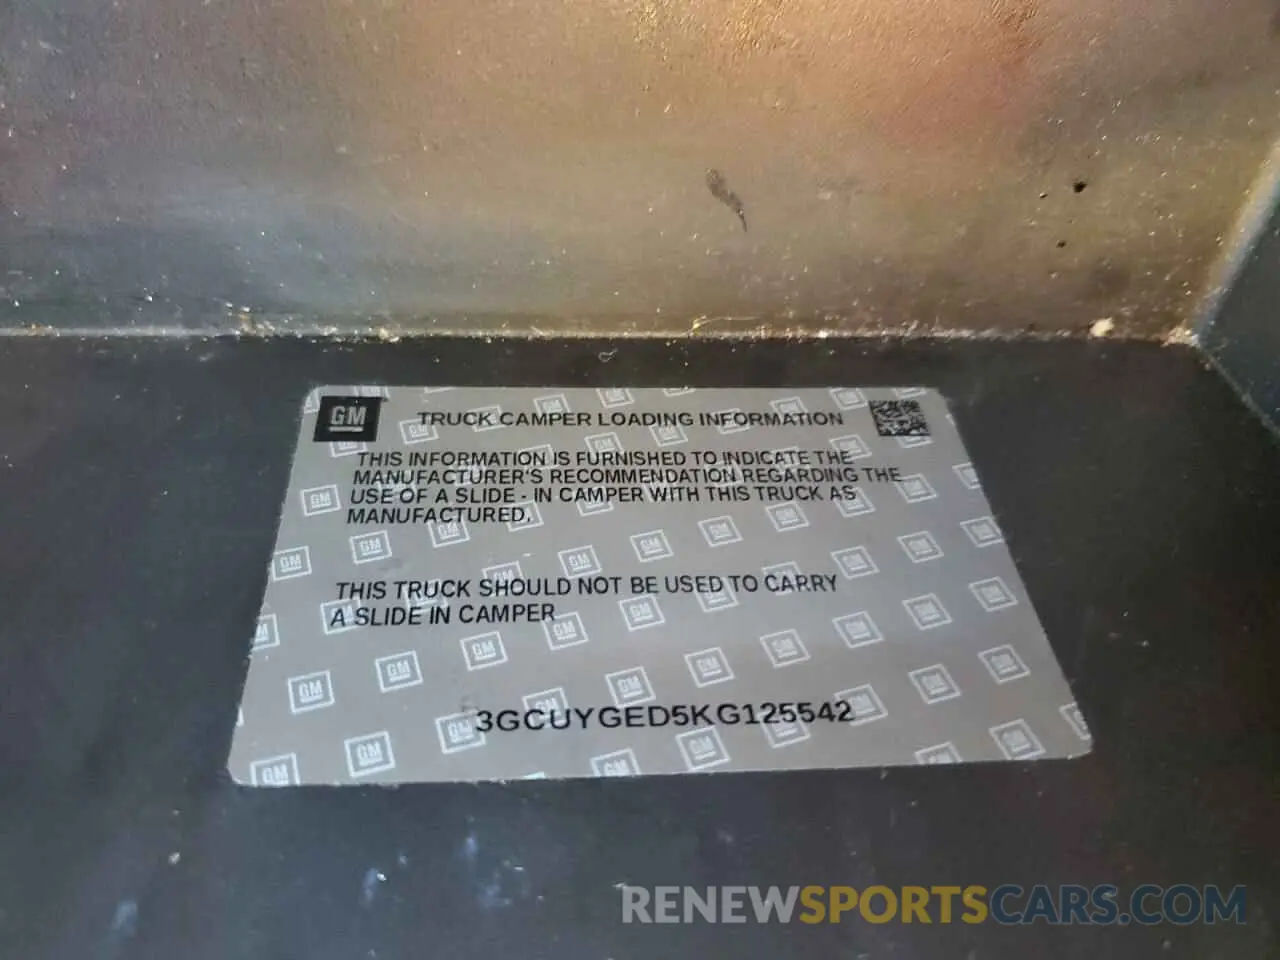 GM TRUCK CAMPER LOADING INFORMATION
THIS INFORMATION IS FURNISHED TO INDICATE THE
MANUFACTURER'S RECOMMENDATION REGARDING THE
USE OF A SLIDE - IN CAMPER WITH THIS TRUCK AS
MANUFACTURED.
THIS TRUCK SHOULD NOT BE USED TO CARRY
A SLIDE IN CAMPER
3GCUYGED5KG125542
RENEWSPORTSCARS.COM